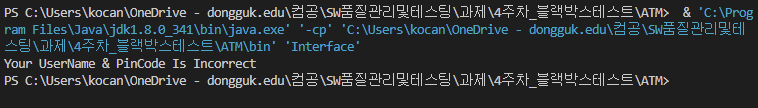 PS C:\Users\kocan\OneDrive - dongguk.edu\컴공\SW품질관리및테스팅\과제\4주차_블랙박스테스트\ATM>  & 'C:\Prog
ram Files\Java\jdk1.8.0_341\bin\java.exe' '-cp' 'C:\Users\kocan\OneDrive - dongguk.edu\컴공\SW품질관리및테
스팅\과제\4주차_블랙박스테스트\ATM\bin' 'Interface'
Your UserName & PinCode Is Incorrect
PS C:\Users\kocan\OneDrive - dongguk.edu\컴공\SW품질관리및테스팅\과제\4주차_블랙박스테스트\ATM>